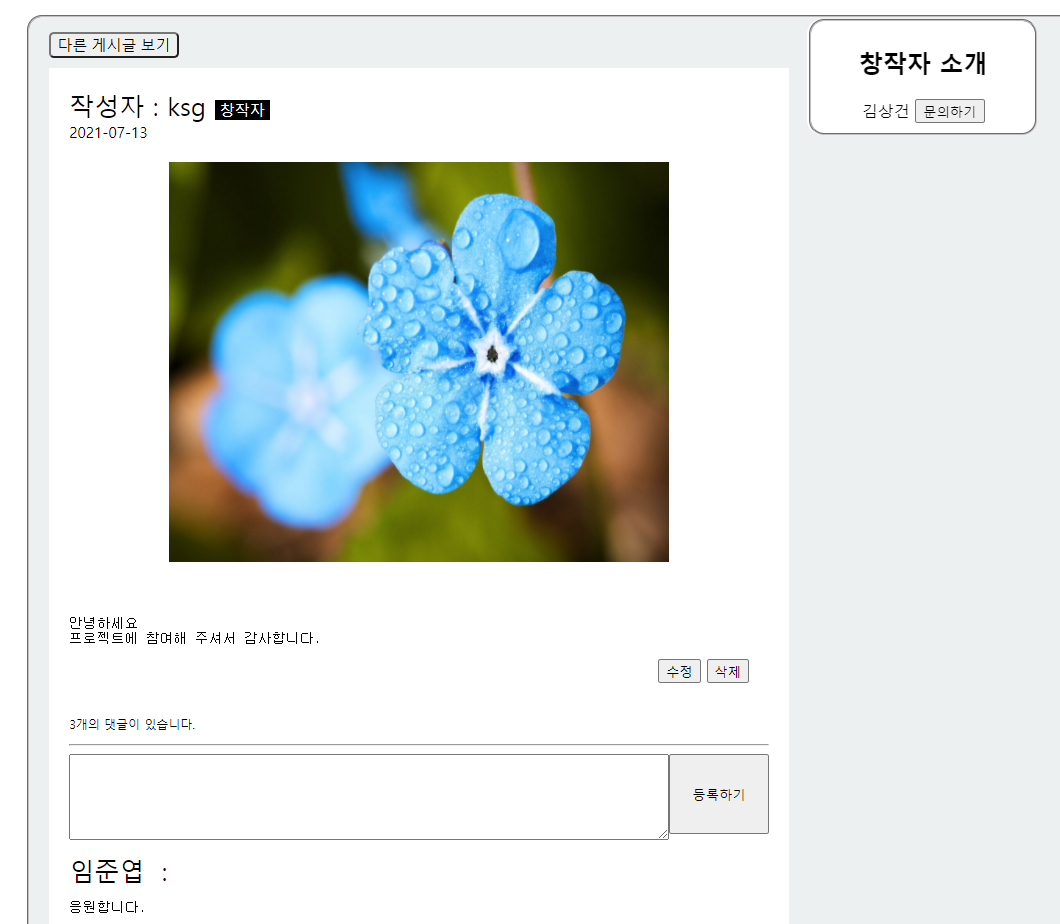 다른 게시글 보기
작성자 : ksg 창작자
2021-07-13
안녕하세요
프로젝트에 참여해 주셔서 감사합니다.
수정 삭제
3개의 댓글이 있습니다.
등록하기
임준엽 :
응원합니다.
창작자 소개
김상건 문의하기